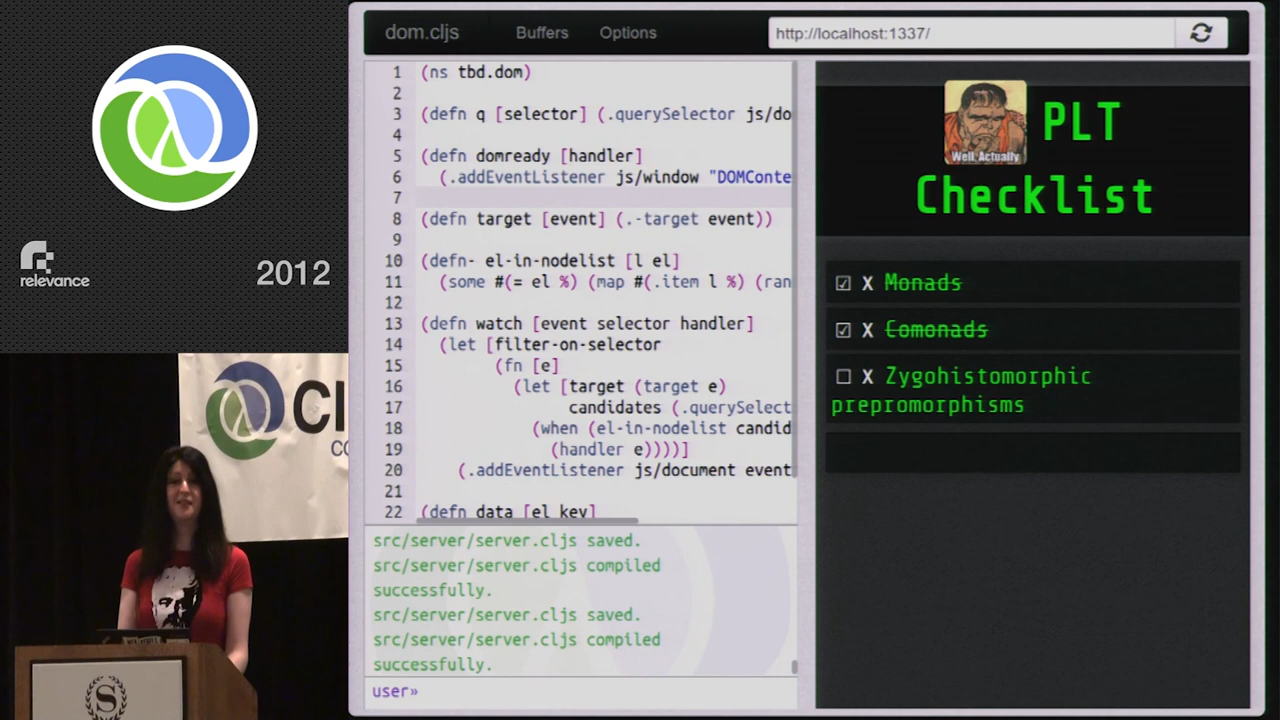 relevance
2012
Cl
CO
S
dom.cljs Buffers Options http://localhost:1337/
1 (ns tbd.dom)
2
3 (defn q [selector] (.querySelector js/do
4
5 (defn domready [handler]
6 (.addEventListener js/window "DOMConte
7
8 (defn target [event] (.-target event))
9
10 (defn- el-in-nodelist [l el]
11 (some #(= el %) (map #(.item l %) (ran
12
13 (defn watch [event selector handler]
14 (let [filter-on-selector
15 (fn [e]
16 (let [target (target e)
17 candidates (.querySelect
18 (when (el-in-nodelist candid
19 (handler e))))]
20 (.addEventListener js/document event
21
22 (defn data [el key]
src/server/server.cljs saved.
src/server/server.cljs compiled
successfully.
src/server/server.cljs saved.
src/server/server.cljs compiled
successfully.
user»
Well, Actually
PLT
Checklist
☑ X Monads
☑ X Comonads
☐ X Zygohistomorphic
prepromorphisms